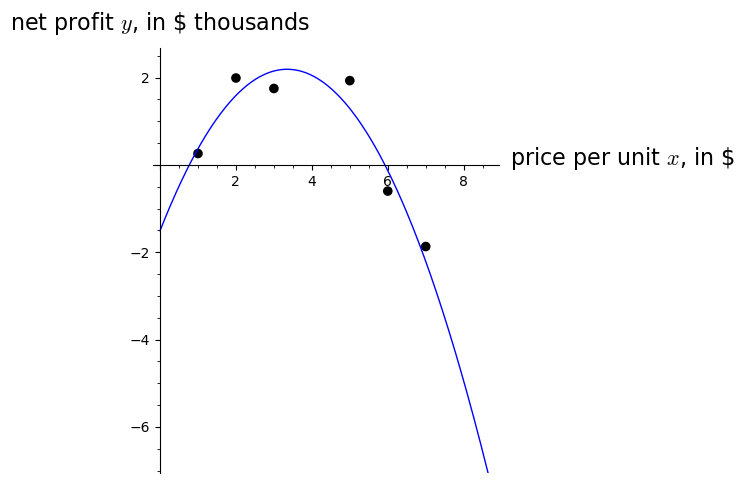 net profit y, in $ thousands
2
price per unit x, in $
2 4 6 8
−2
−4
−6